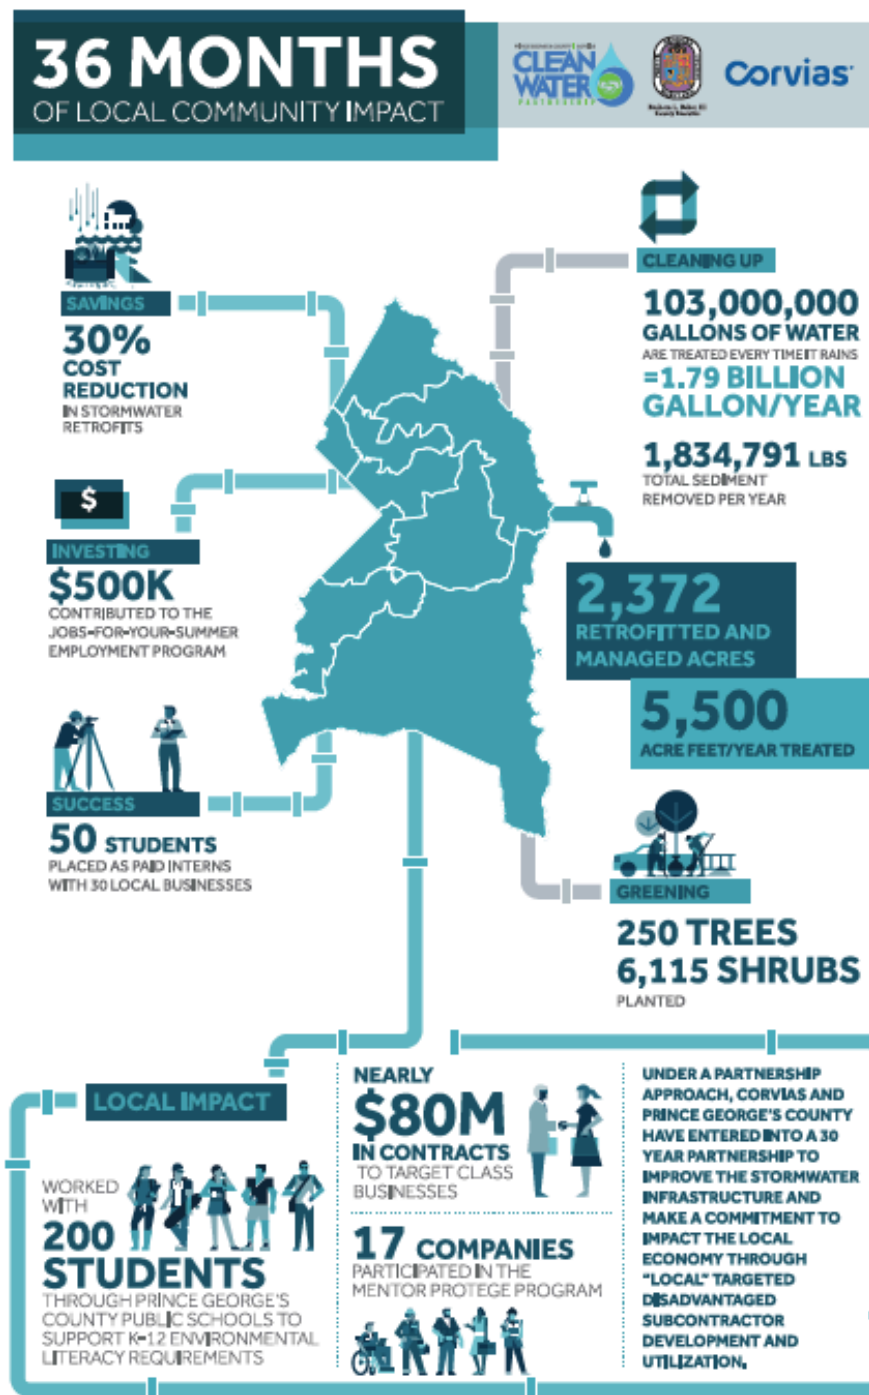 36 MONTHS
OF LOCAL COMMUNITY IMPACT
CLEAN
WATER
PARTNERSHIP
Corvias
SAVINGS
30%
COST
REDUCTION
IN STORMWATER
RETROFITS
CLEANING UP
103,000,000
GALLONS OF WATER
ARE TREATED EVERY TIME IT RAINS
=1.79 BILLION
GALLON/YEAR
1,834,791 LBS
TOTAL SEDIMENT
REMOVED PER YEAR
$
INVESTING
$500K
CONTRIBUTED TO THE
JOBS-FOR-YOUR-SUMMER
EMPLOYMENT PROGRAM
2,372
RETROFITTED AND
MANAGED ACRES
5,500
ACRE FEET/YEAR TREATED
SUCCESS
50 STUDENTS
PLACED AS PAID INTERNS
WITH 30 LOCAL BUSINESSES
GREENING
250 TREES
6,115 SHRUBS
PLANTED
LOCAL IMPACT
WORKED
WITH
200
STUDENTS
THROUGH PRINCE GEORGE'S
COUNTY PUBLIC SCHOOLS TO
SUPPORT K-12 ENVIRONMENTAL
LITERACY REQUIREMENTS
NEARLY
$80M
IN CONTRACTS
TO TARGET CLASS
BUSINESSES
17 COMPANIES
PARTICIPATED IN THE
MENTOR PROTEGE PROGRAM
UNDER A PARTNERSHIP
APPROACH, CORVIAS AND
PRINCE GEORGE'S COUNTY
HAVE ENTERED INTO A 30
YEAR PARTNERSHIP TO
IMPROVE THE STORMWATER
INFRASTRUCTURE AND
MAKE A COMMITMENT TO
IMPACT THE LOCAL
ECONOMY THROUGH
"LOCAL" TARGETED
DISADVANTAGED
SUBCONTRACTOR
DEVELOPMENT AND
UTILIZATION.